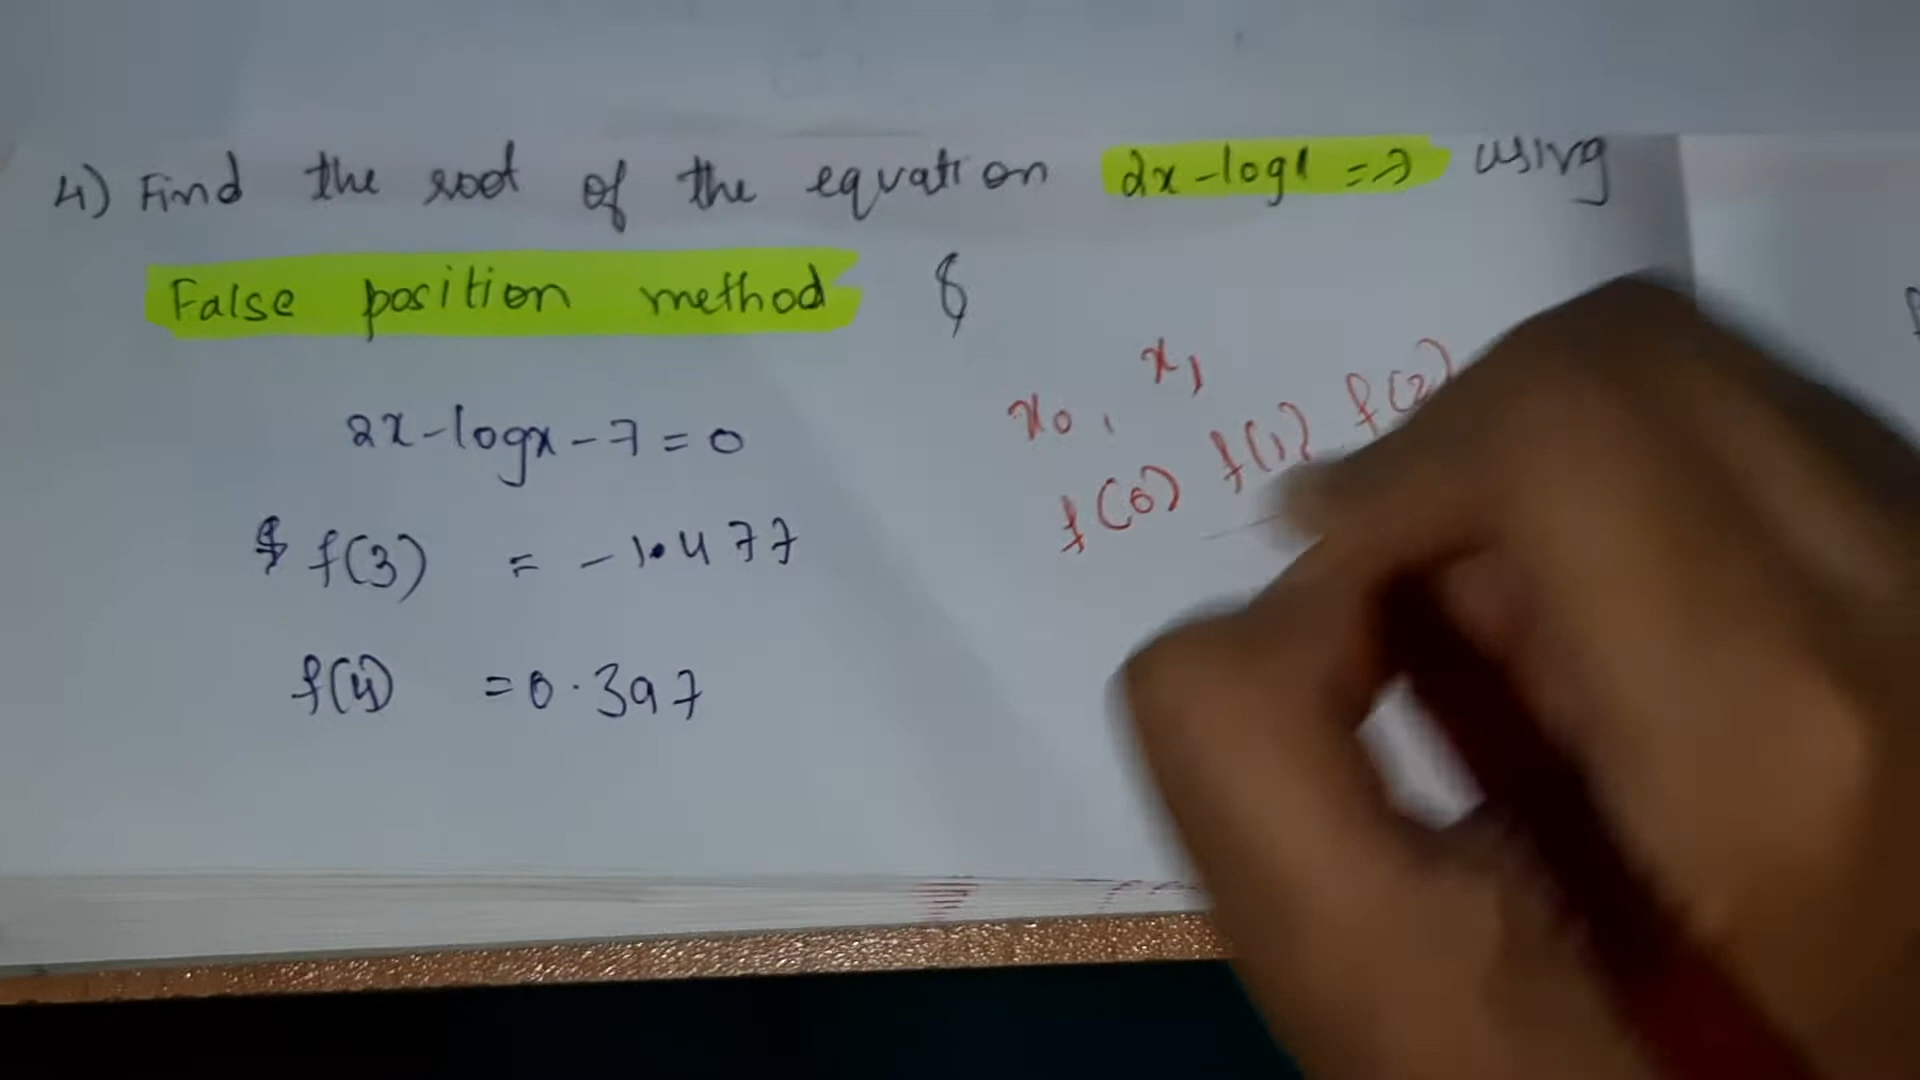 4) Find the root of the equation 2x-logx =7 using
False position method &
x0, x1
2x-logx-7=0
f(0) f(1) f(2)
f(3) = -1.477
f(4) =0.397